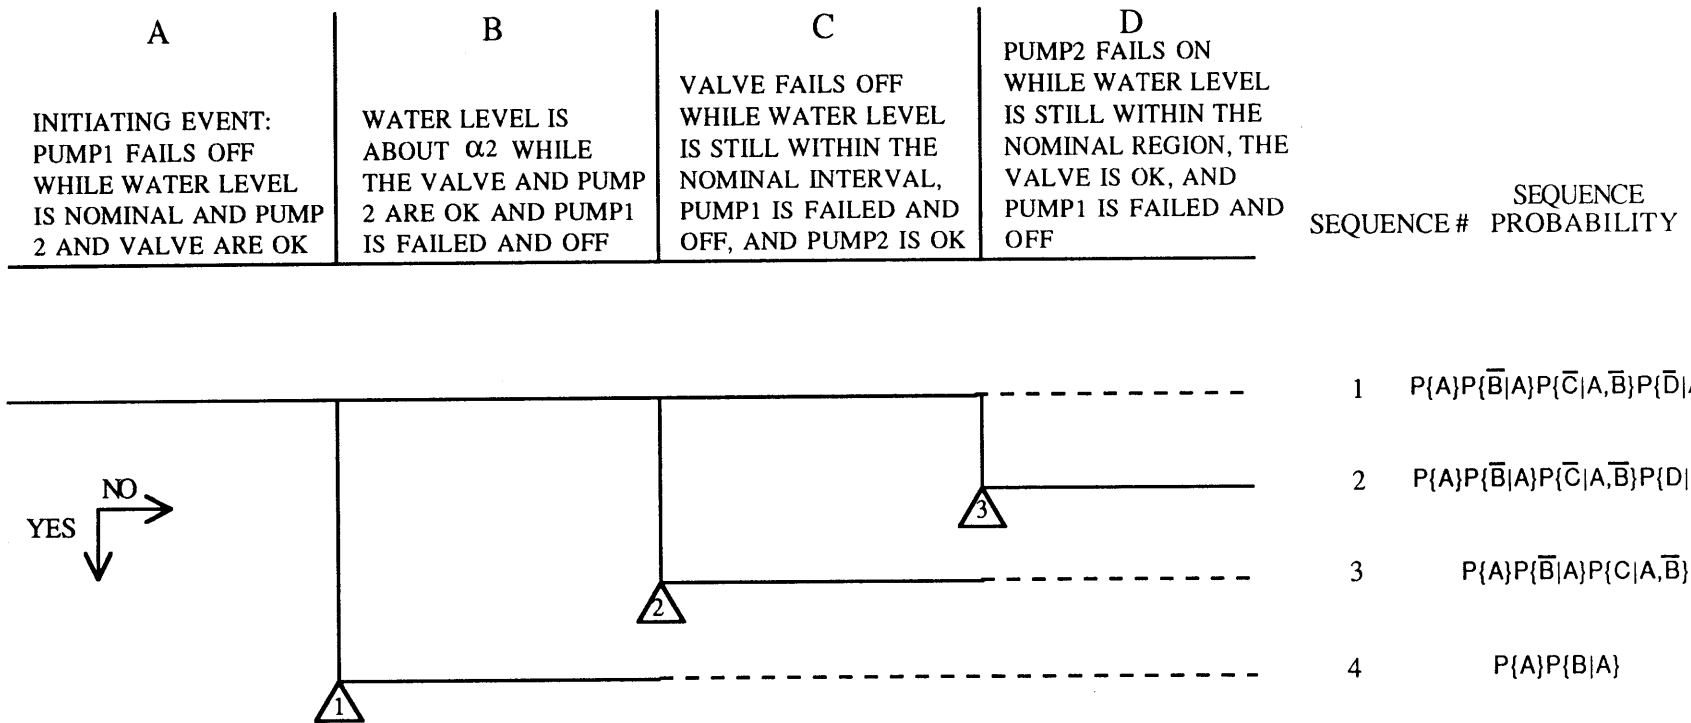 A
INITIATING EVENT:
PUMP1 FAILS OFF
WHILE WATER LEVEL
IS NOMINAL AND PUMP
2 AND VALVE ARE OK
B
WATER LEVEL IS
ABOUT α2 WHILE
THE VALVE AND PUMP
2 ARE OK AND PUMP1
IS FAILED AND OFF
C
VALVE FAILS OFF
WHILE WATER LEVEL
IS STILL WITHIN THE
NOMINAL INTERVAL,
PUMP1 IS FAILED AND
OFF, AND PUMP2 IS OK
D
PUMP2 FAILS ON
WHILE WATER LEVEL
IS STILL WITHIN THE
NOMINAL REGION, THE
VALVE IS OK, AND
PUMP1 IS FAILED AND
OFF
SEQUENCE #
SEQUENCE
PROBABILITY
1 P{A}P{B̅|A}P{C̅|A,B̅}P{D̅|
NO
YES
3
2 P{A}P{B̅|A}P{C̅|A,B̅}P{D|
2
3 P{A}P{B̅|A}P{C|A,B̅}
1
4 P{A}P{B|A}